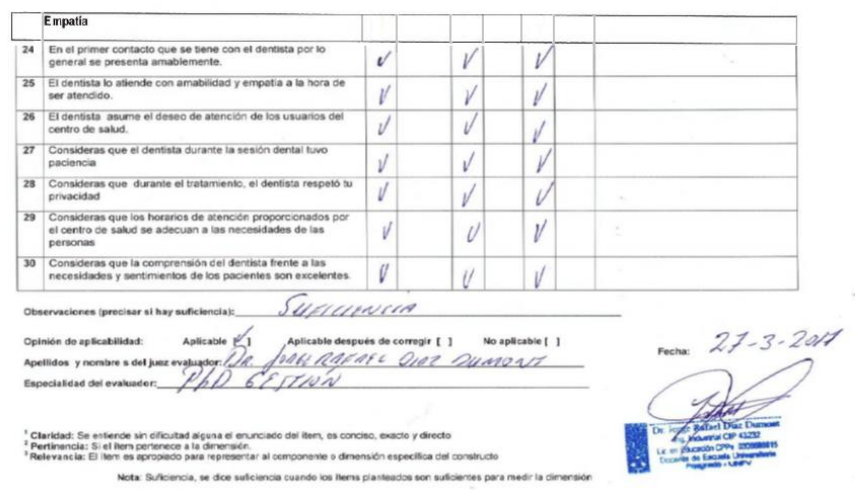 Empatía
24 En el primer contacto que se tiene con el dentista por lo
general se presenta amablemente. ✓ ✓ ✓
25 El dentista lo atiende con amabilidad y empatía a la hora de
ser atendido. ✓ ✓ ✓
26 El dentista asume el deseo de atención de los usuarios del
centro de salud. ✓ ✓ ✓
27 Consideras que el dentista durante la sesión dental tuvo
paciencia ✓ ✓ ✓
28 Consideras que durante el tratamiento, el dentista respetó tu
privacidad ✓ ✓ ✓
29 Consideras que los horarios de atención proporcionados por
el centro de salud se adecuan a las necesidades de las
personas ✓ ✓ ✓
30 Consideras que la comprensión del dentista frente a las
necesidades y sentimientos de los pacientes son excelentes. ✓ ✓ ✓
Observaciones (precisar si hay suficiencia): SUFICIENCIA
Opinión de aplicabilidad: Aplicable [✓] Aplicable después de corregir [ ] No aplicable [ ]
Fecha: 27-3-2017
Apellidos y nombre s del juez evaluador: DR. JORGE RAFAEL DIAZ DUMONT
Especialidad del evaluador: PhD GESTIÓN
¹ Claridad: Se entiende sin dificultad alguna el enunciado del ítem, es conciso, exacto y directo
² Pertinencia: Si el ítem pertenece a la dimensión.
³ Relevancia: El ítem es apropiado para representar al componente o dimensión específica del constructo
Nota: Suficiencia, se dice suficiencia cuando los ítems planteados son suficientes para medir la dimensión
Dr. Jorge Rafael Díaz Dumont
Ing. Industrial CIP 43232
Lic. en Educación CPPe
Docente de Escuela Universitaria
Posgrado - UNFV